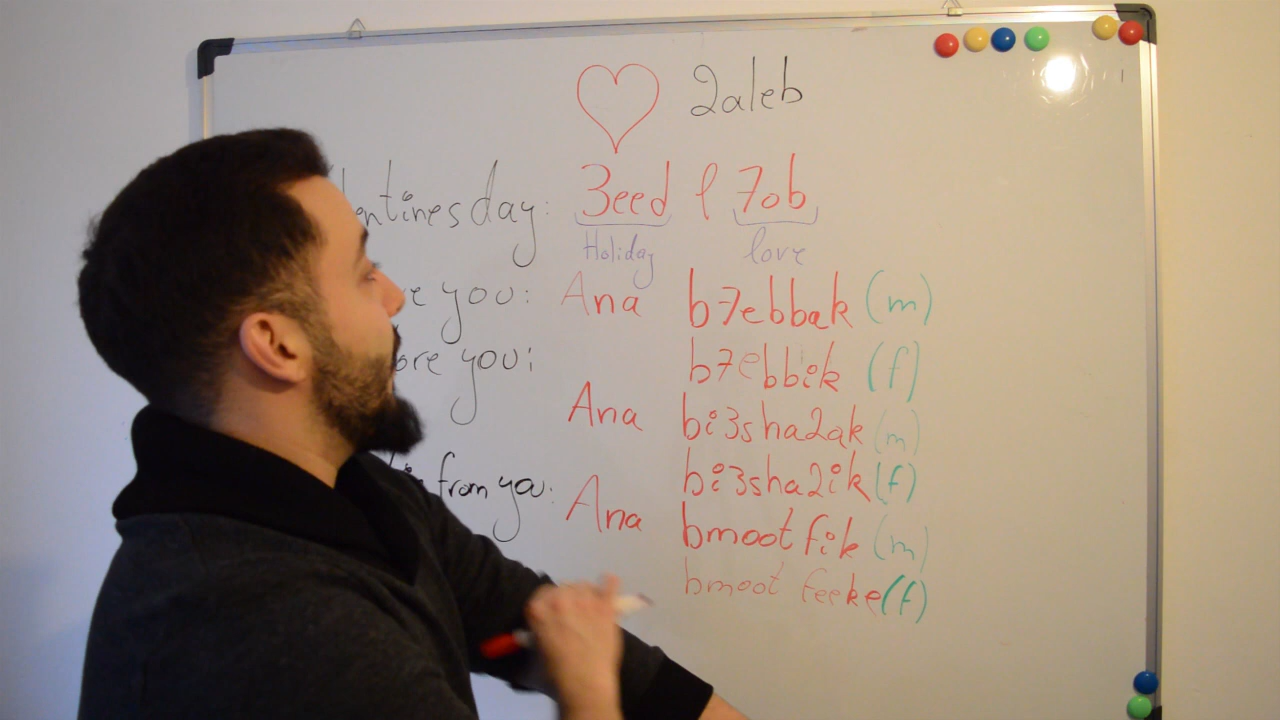 2aleb
entines day: 3eed l 7ob
Holiday love
e you: Ana b7ebbak (m)
ore you: b7ebbik (f)
Ana bi3sha2ak (m)
bi3sha2ik (f)
from you: Ana bmoot fik (m)
bmoot feeke (f)